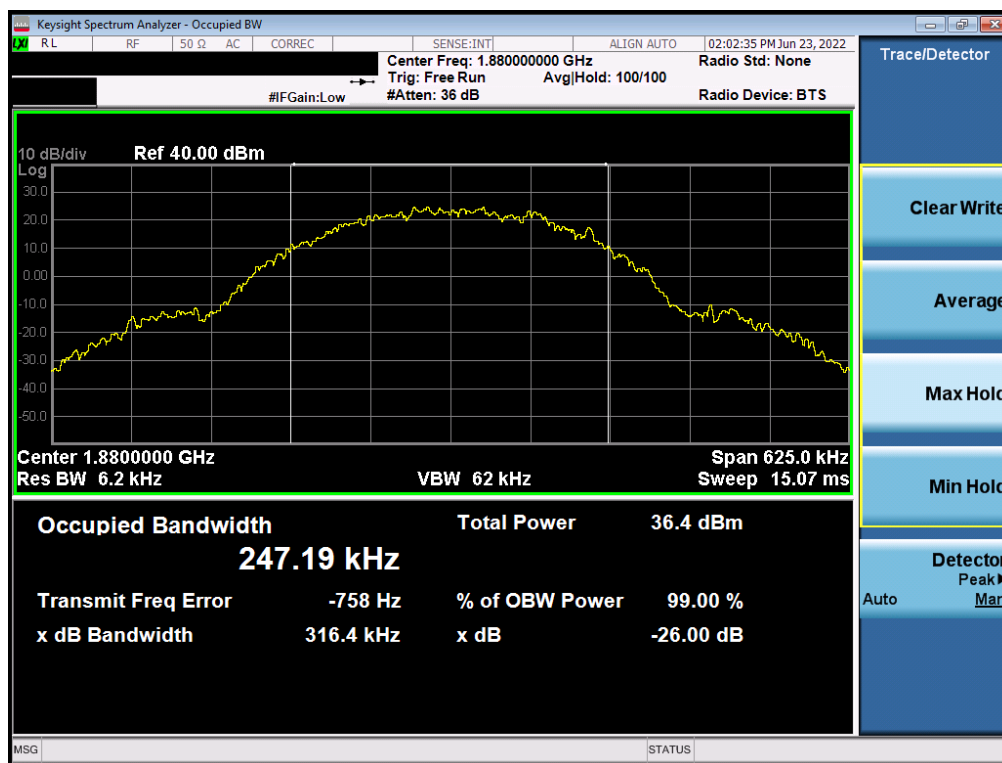 Keysight Spectrum Analyzer - Occupied BW
LXI RL RF 50 Ω AC CORREC SENSE:INT ALIGN AUTO 02:02:35 PM Jun 23, 2022
Center Freq: 1.880000000 GHz Radio Std: None
Trig: Free Run Avg|Hold: 100/100
#IFGain:Low #Atten: 36 dB Radio Device: BTS
10 dB/div Ref 40.00 dBm
Log
30.0
20.0
10.0
0.00
-10.0
-20.0
-30.0
-40.0
-50.0
Center 1.8800000 GHz Span 625.0 kHz
Res BW 6.2 kHz VBW 62 kHz Sweep 15.07 ms
Occupied Bandwidth Total Power 36.4 dBm
247.19 kHz
Transmit Freq Error -758 Hz % of OBW Power 99.00 %
x dB Bandwidth 316.4 kHz x dB -26.00 dB
MSG STATUS
Trace/Detector
Clear Write
Average
Max Hold
Min Hold
Detector
Peak
Auto Man